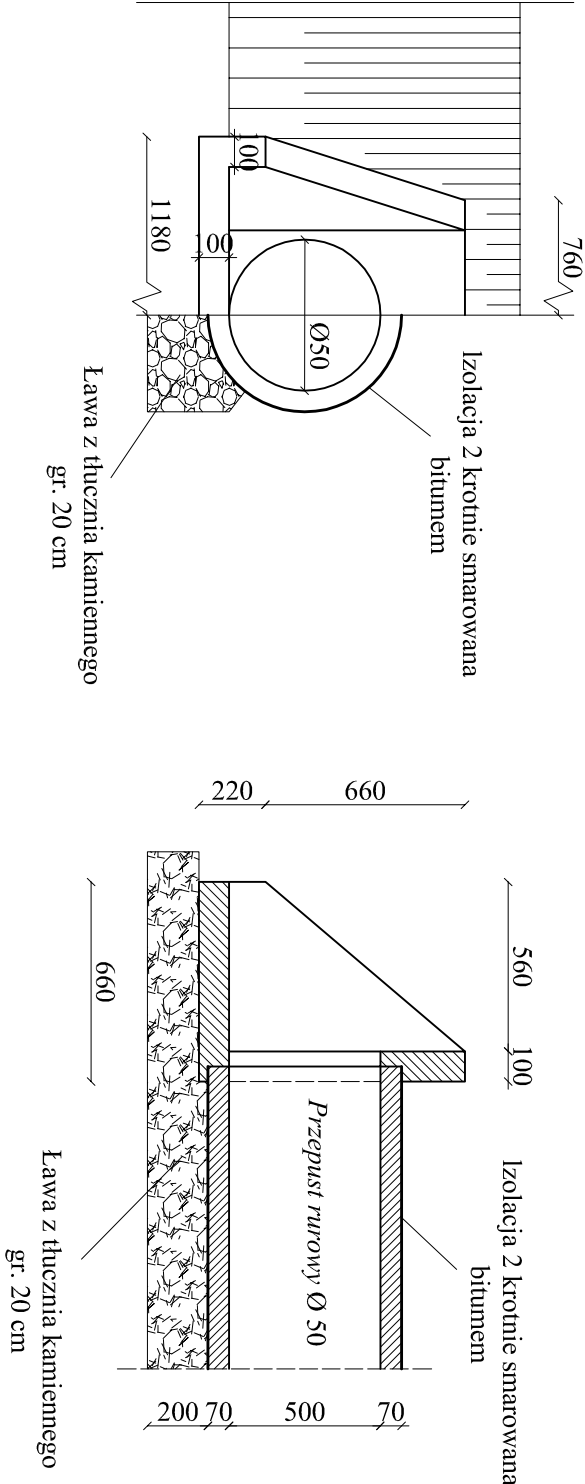 760
1180
100
100
Ø50
Izolacja 2 krotnie smarowana
bitumem
Ława z tłucznia kamiennego
gr. 20 cm
220
660
560
100
660
Przepust rurowy Ø 50
Izolacja 2 krotnie smarowana
bitumem
Ława z tłucznia kamiennego
gr. 20 cm
200
70
500
70